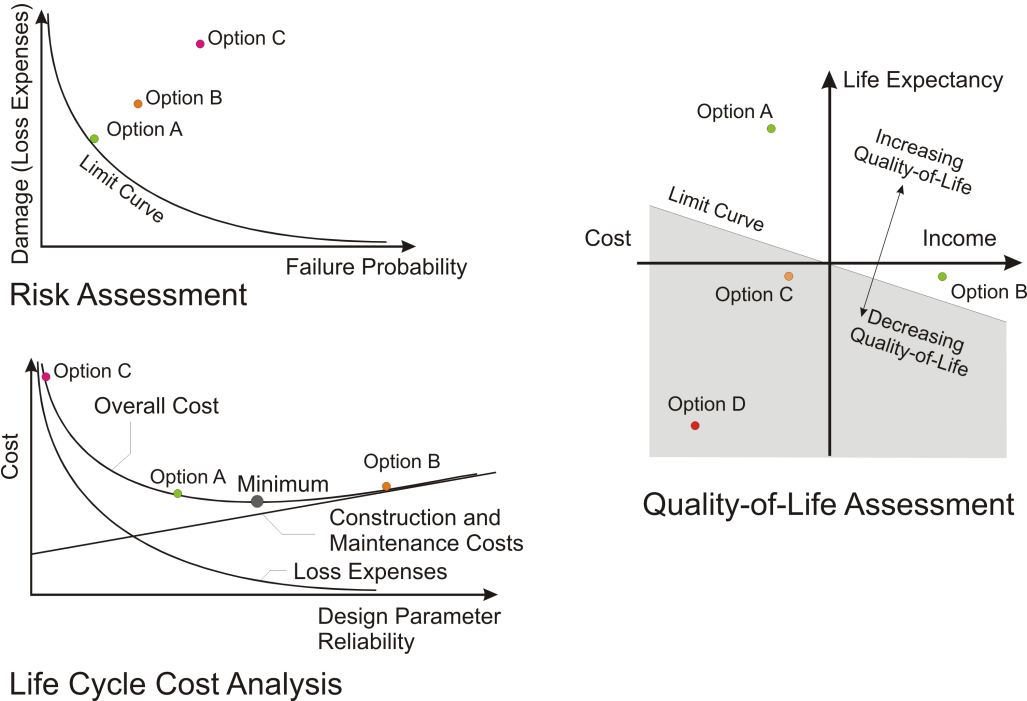 Damage (Loss Expenses)
Option C
Option B
Option A
Limit Curve
Failure Probability
Risk Assessment
Cost
Option C
Overall Cost
Option A
Minimum
Option B
Construction and
Maintenance Costs
Loss Expenses
Design Parameter
Reliability
Life Cycle Cost Analysis
Life Expectancy
Option A
Increasing
Quality-of-Life
Limit Curve
Cost
Income
Option C
Option B
Decreasing
Quality-of-Life
Option D
Quality-of-Life Assessment